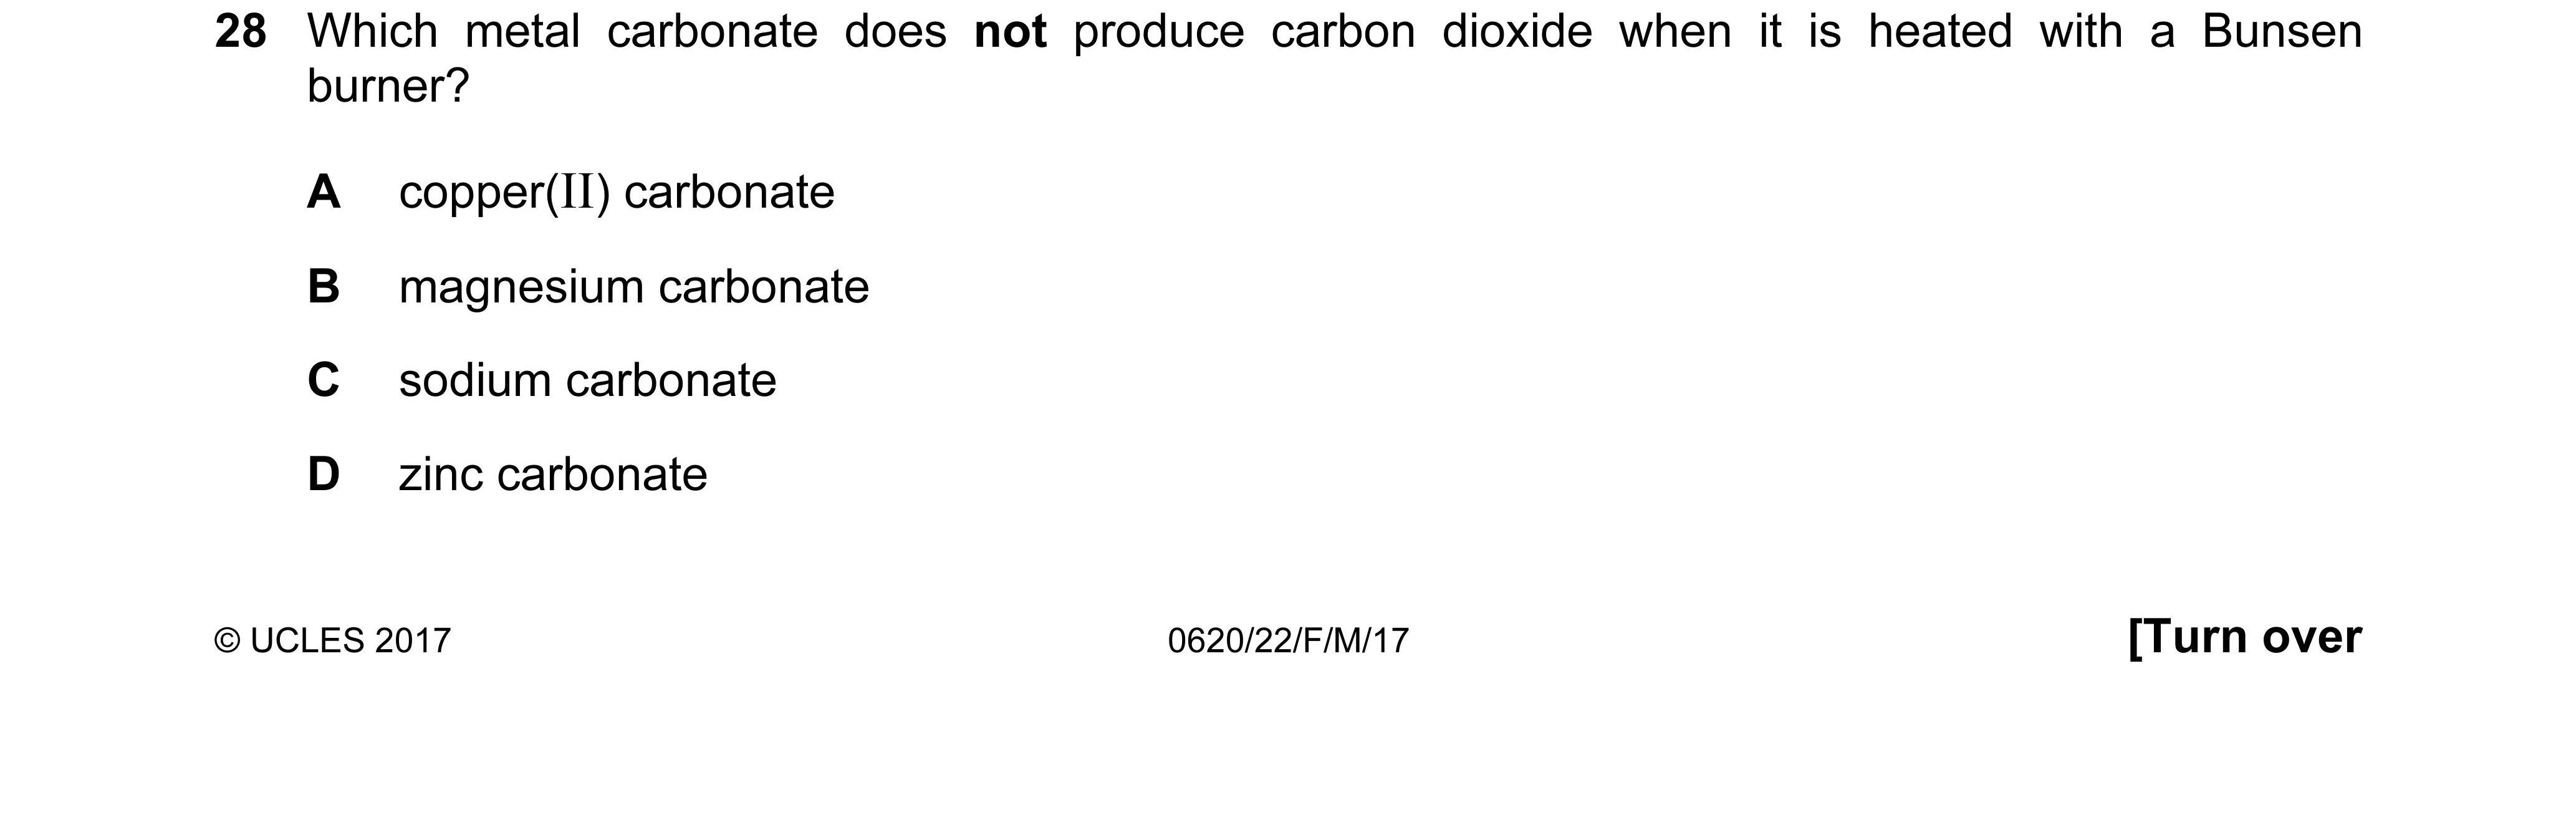 28 Which metal carbonate does not produce carbon dioxide when it is heated with a Bunsen
burner?
A copper(II) carbonate
B magnesium carbonate
C sodium carbonate
D zinc carbonate
© UCLES 2017 0620/22/F/M/17 [Turn over